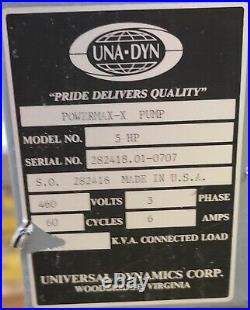 UNA-DYN
"PRIDE DELIVERS QUALITY"
POWERMAX-X PUMP
MODEL NO. 5 HP
SERIAL NO. 282418.01-0707
S.O. 282418 MADE IN U.S.A.
460 VOLTS 3 PHASE
60 CYCLES 6 AMPS
K.V.A. CONNECTED LOAD
UNIVERSAL DYNAMICS CORP.
VIRGINIA